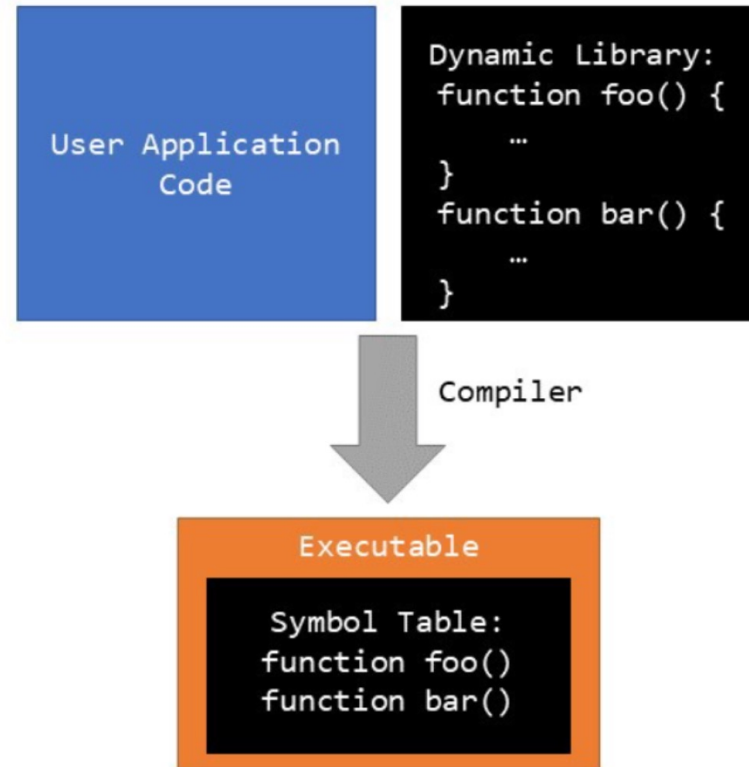 User Application
Code
Dynamic Library:
function foo() {
…
}
function bar() {
…
}
Compiler
Executable
Symbol Table:
function foo()
function bar()